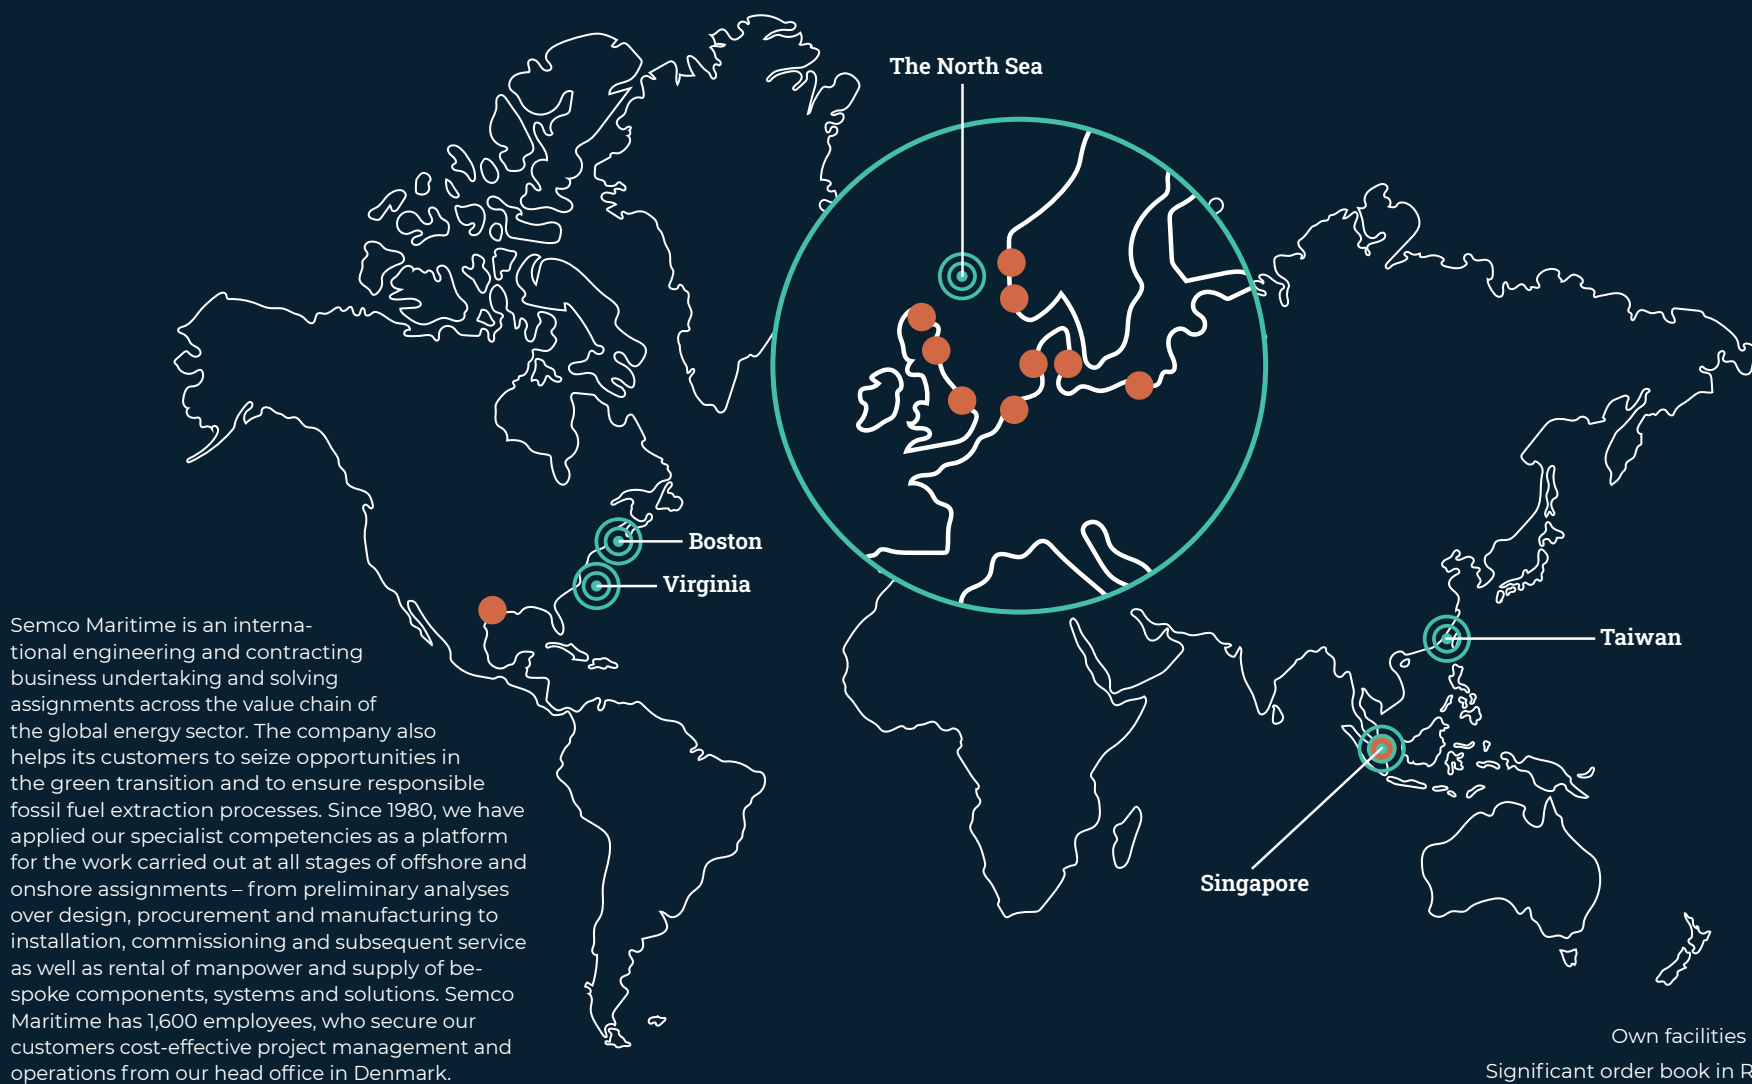 The North Sea
Boston
Virginia
Taiwan
Singapore
Semco Maritime is an interna-
tional engineering and contracting
business undertaking and solving
assignments across the value chain of
the global energy sector. The company also
helps its customers to seize opportunities in
the green transition and to ensure responsible
fossil fuel extraction processes. Since 1980, we have
applied our specialist competencies as a platform
for the work carried out at all stages of offshore and
onshore assignments – from preliminary analyses
over design, procurement and manufacturing to
installation, commissioning and subsequent service
as well as rental of manpower and supply of be-
spoke components, systems and solutions. Semco
Maritime has 1,600 employees, who secure our
customers cost-effective project management and
operations from our head office in Denmark.
Own facilities
Significant order book in R